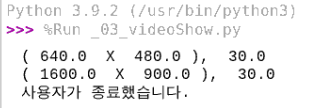 Python 3.9.2 (/usr/bin/python3)
>>> %Run _03_videoShow.py
( 640.0 X 480.0 ), 30.0
( 1600.0 X 900.0 ), 30.0
사용자가 종료했습니다.